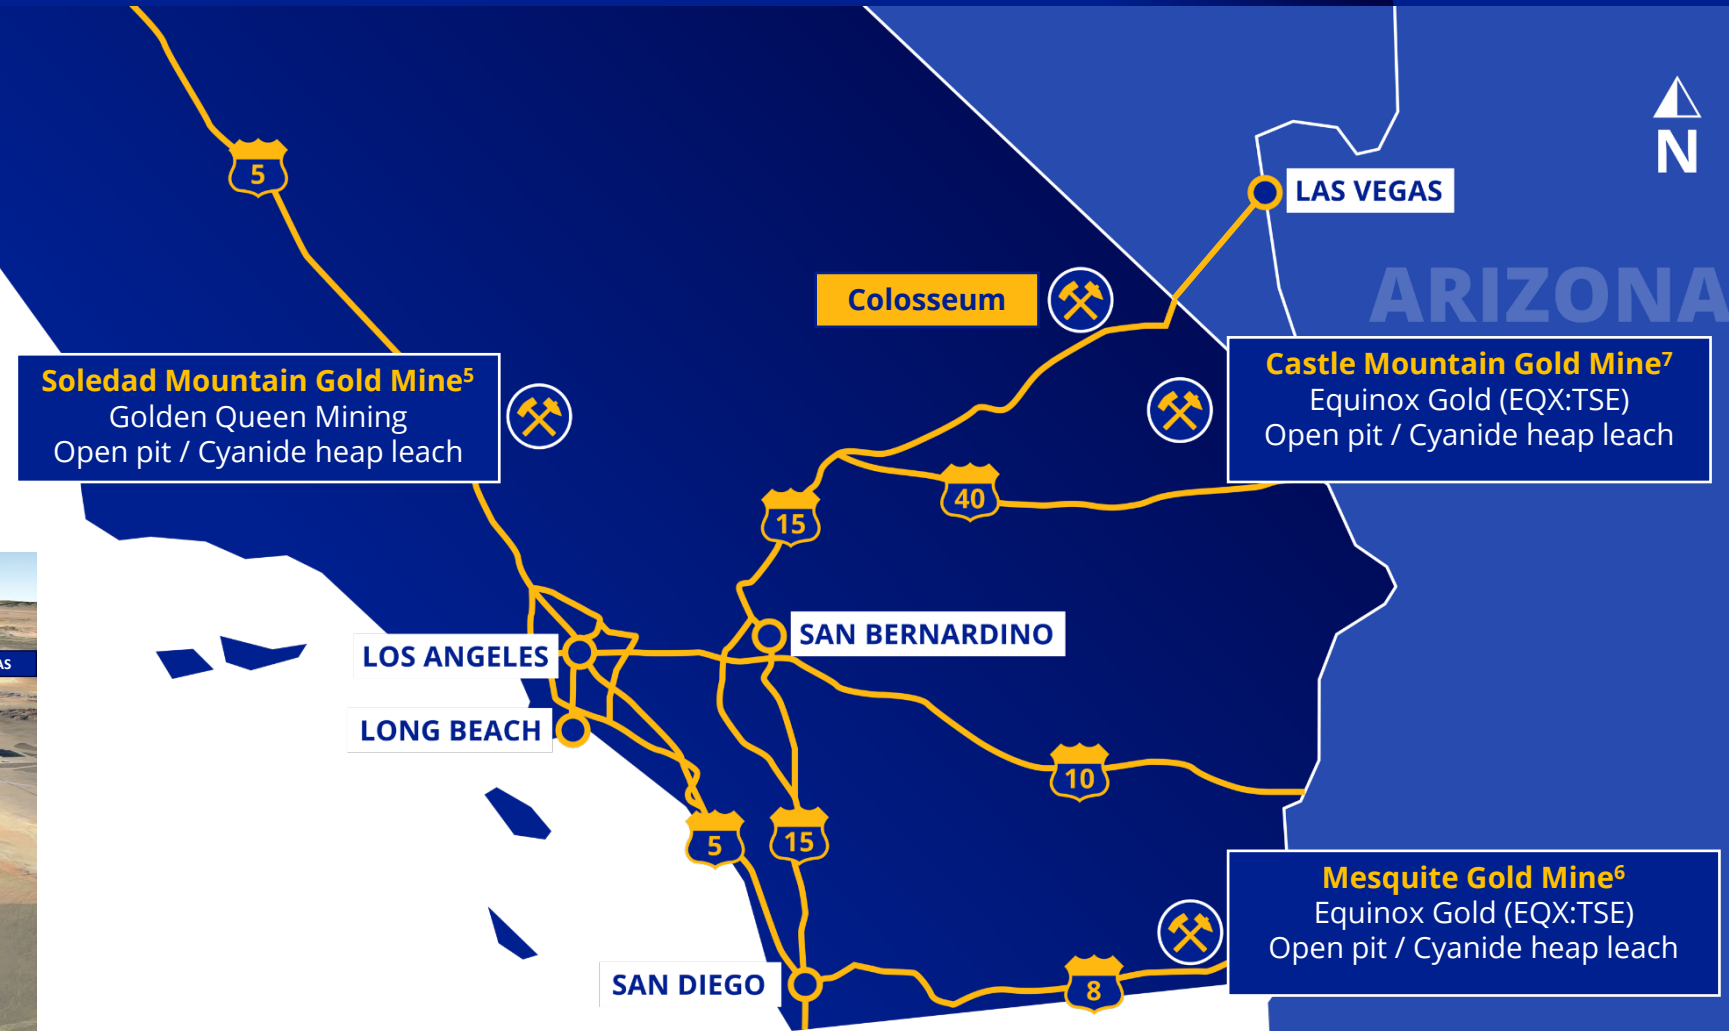 5
N
LAS VEGAS
ARIZONA
Colosseum
Soledad Mountain Gold Mine⁵
Golden Queen Mining
Open pit / Cyanide heap leach
Castle Mountain Gold Mine⁷
Equinox Gold (EQX:TSE)
Open pit / Cyanide heap leach
40
15
SAN BERNARDINO
LOS ANGELES
AS
LONG BEACH
10
5
15
Mesquite Gold Mine⁶
Equinox Gold (EQX:TSE)
Open pit / Cyanide heap leach
SAN DIEGO
8